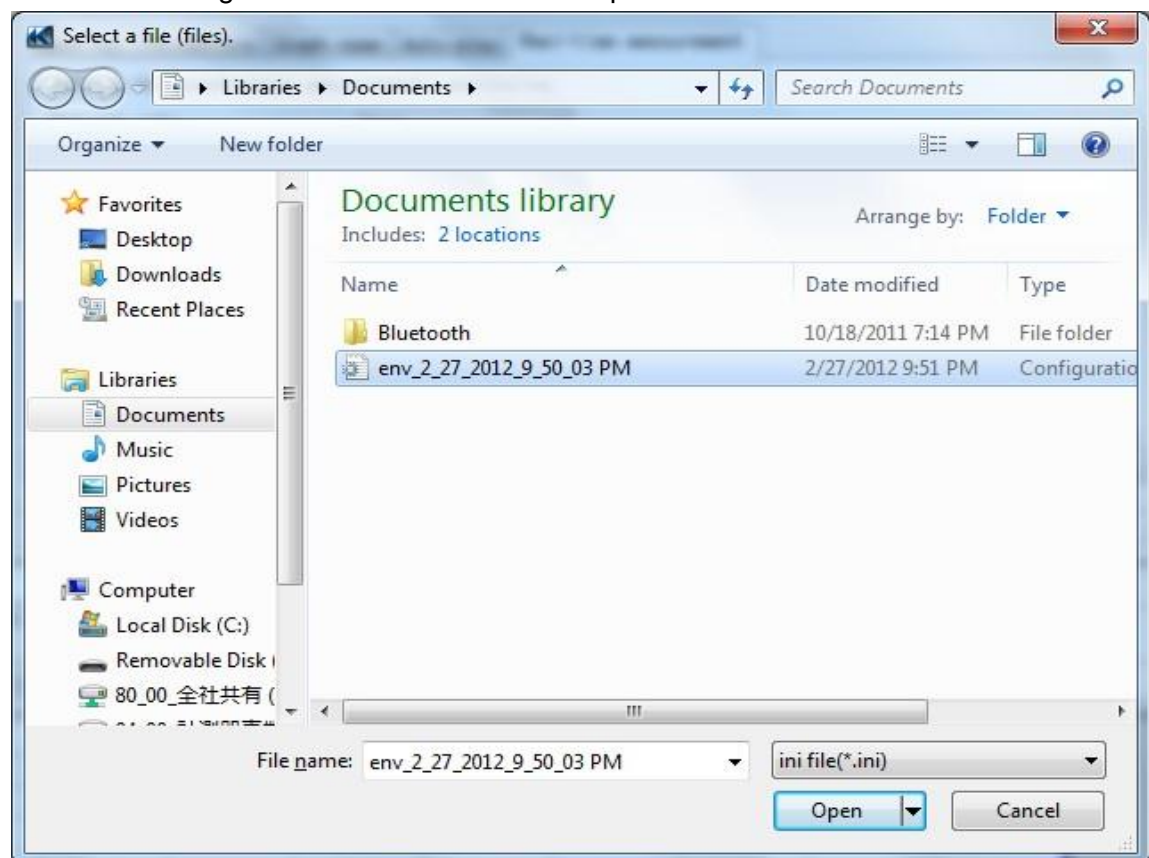 Select a file (files).
Libraries Documents
Search Documents
Organize New folder
Favorites
Desktop
Downloads
Recent Places
Libraries
Documents
Music
Pictures
Videos
Computer
Local Disk (C:)
Removable Disk (
80_00_全社共有 (
Documents library
Includes: 2 locations
Arrange by: Folder
Name Date modified Type
Bluetooth 10/18/2011 7:14 PM File folder
env_2_27_2012_9_50_03 PM 2/27/2012 9:51 PM Configuratio
File name: env_2_27_2012_9_50_03 PM ini file(*.ini)
Open Cancel